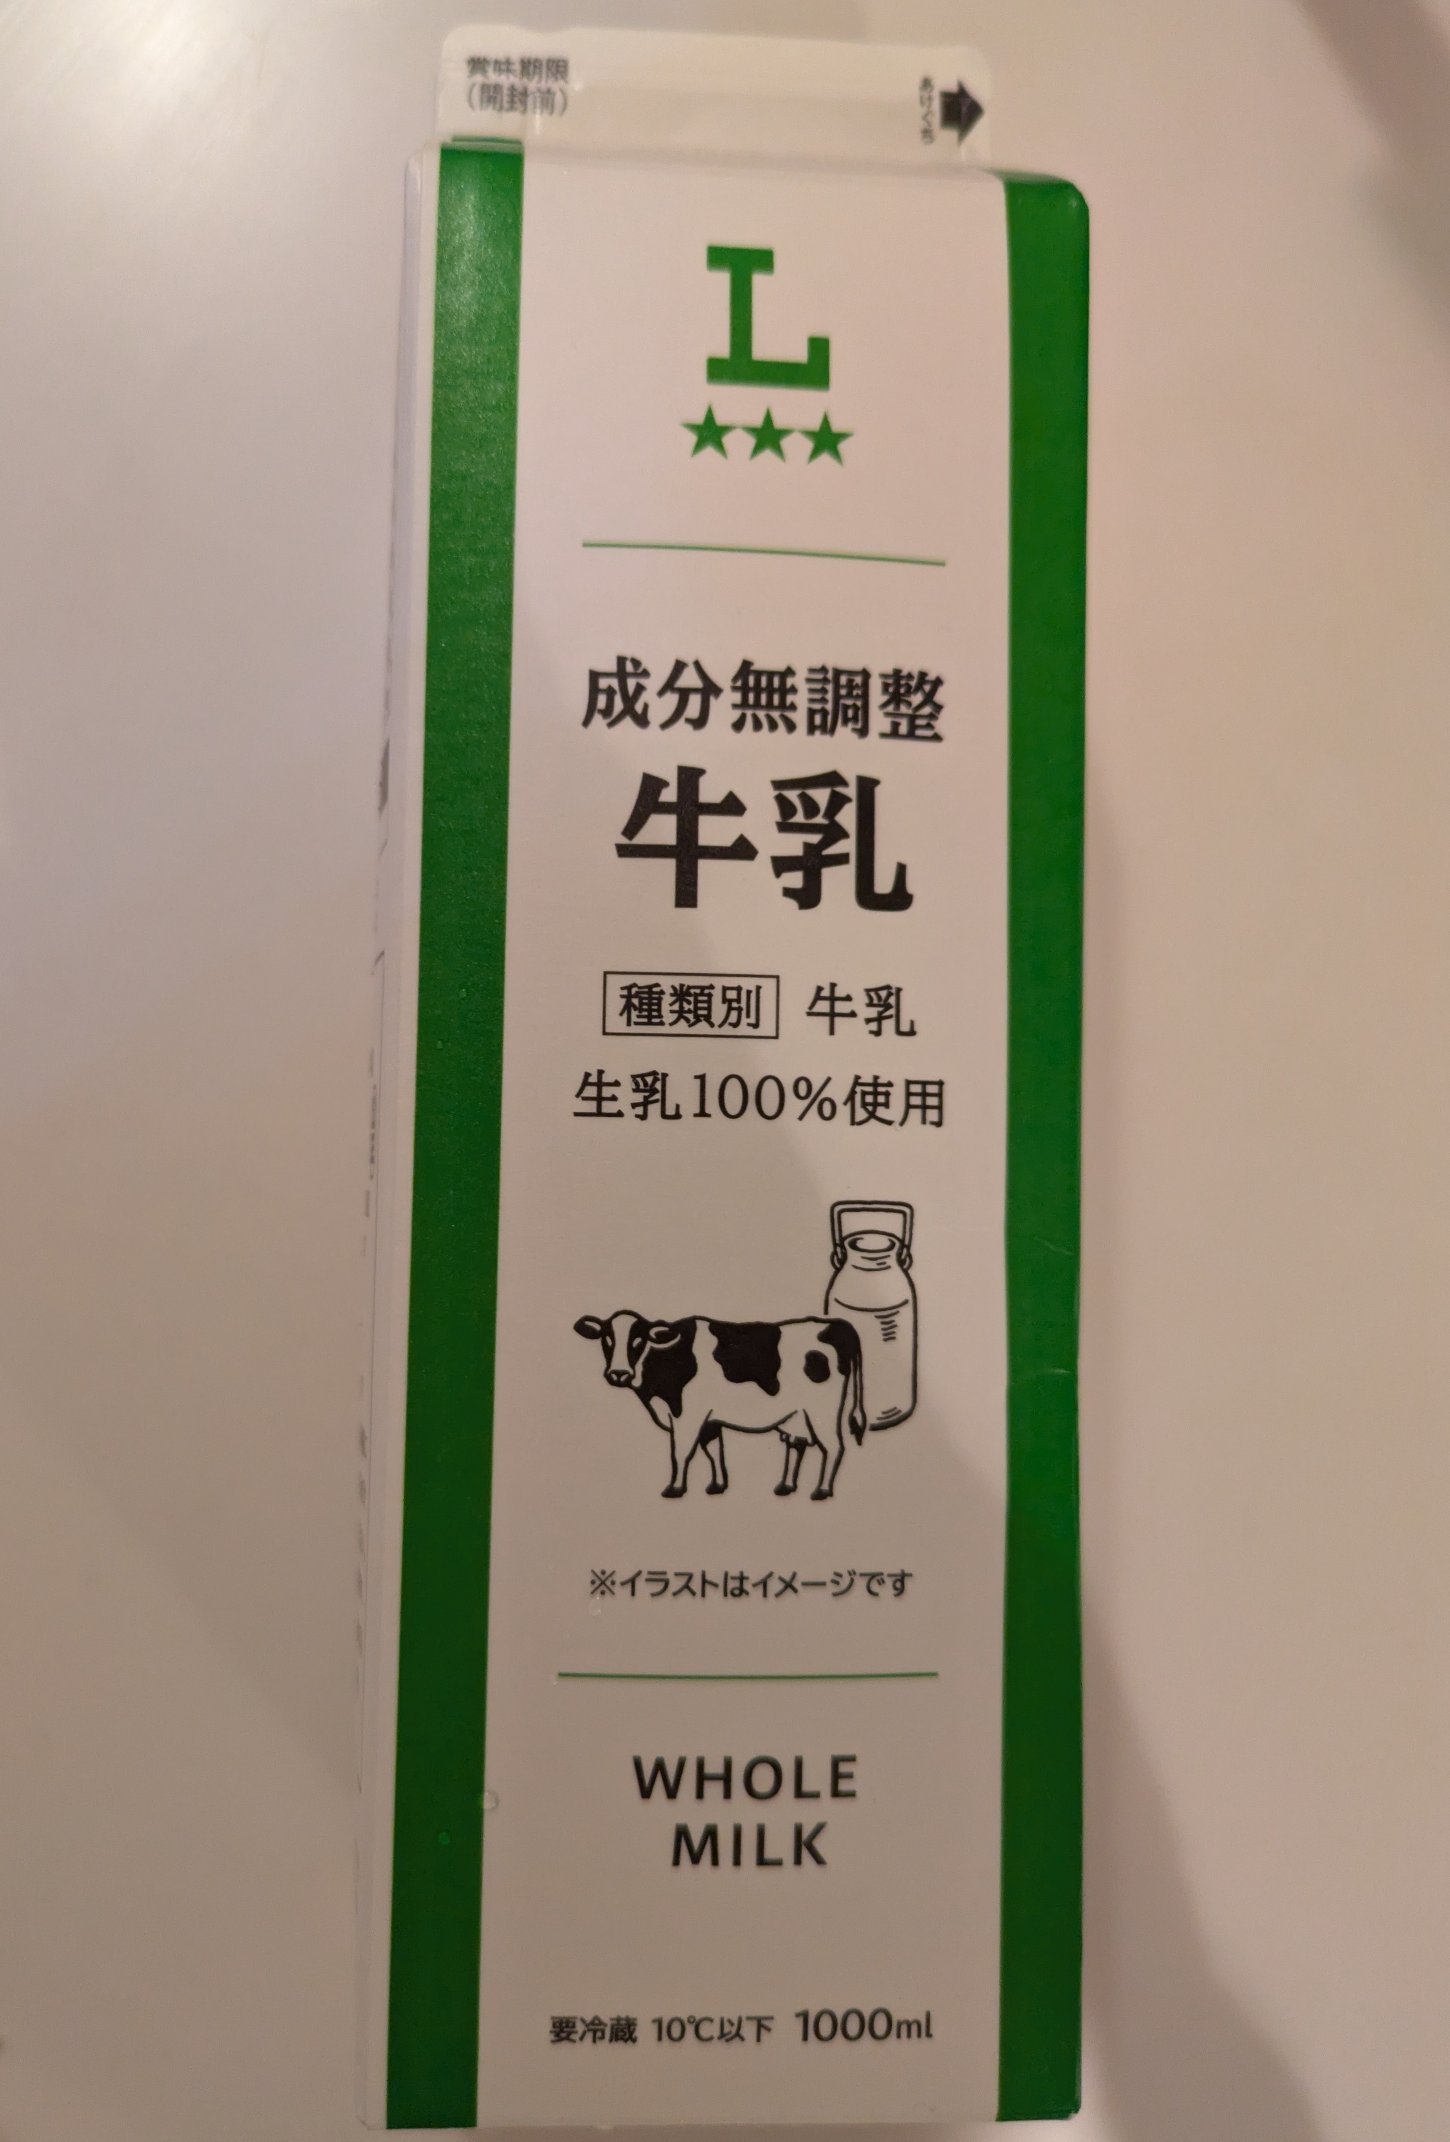 賞味期限
(開封前)
あけぐち
L
★★★
成分無調整
牛乳
種類別 牛乳
生乳100%使用
※イラストはイメージです
WHOLE
MILK
要冷蔵 10℃以下 1000ml